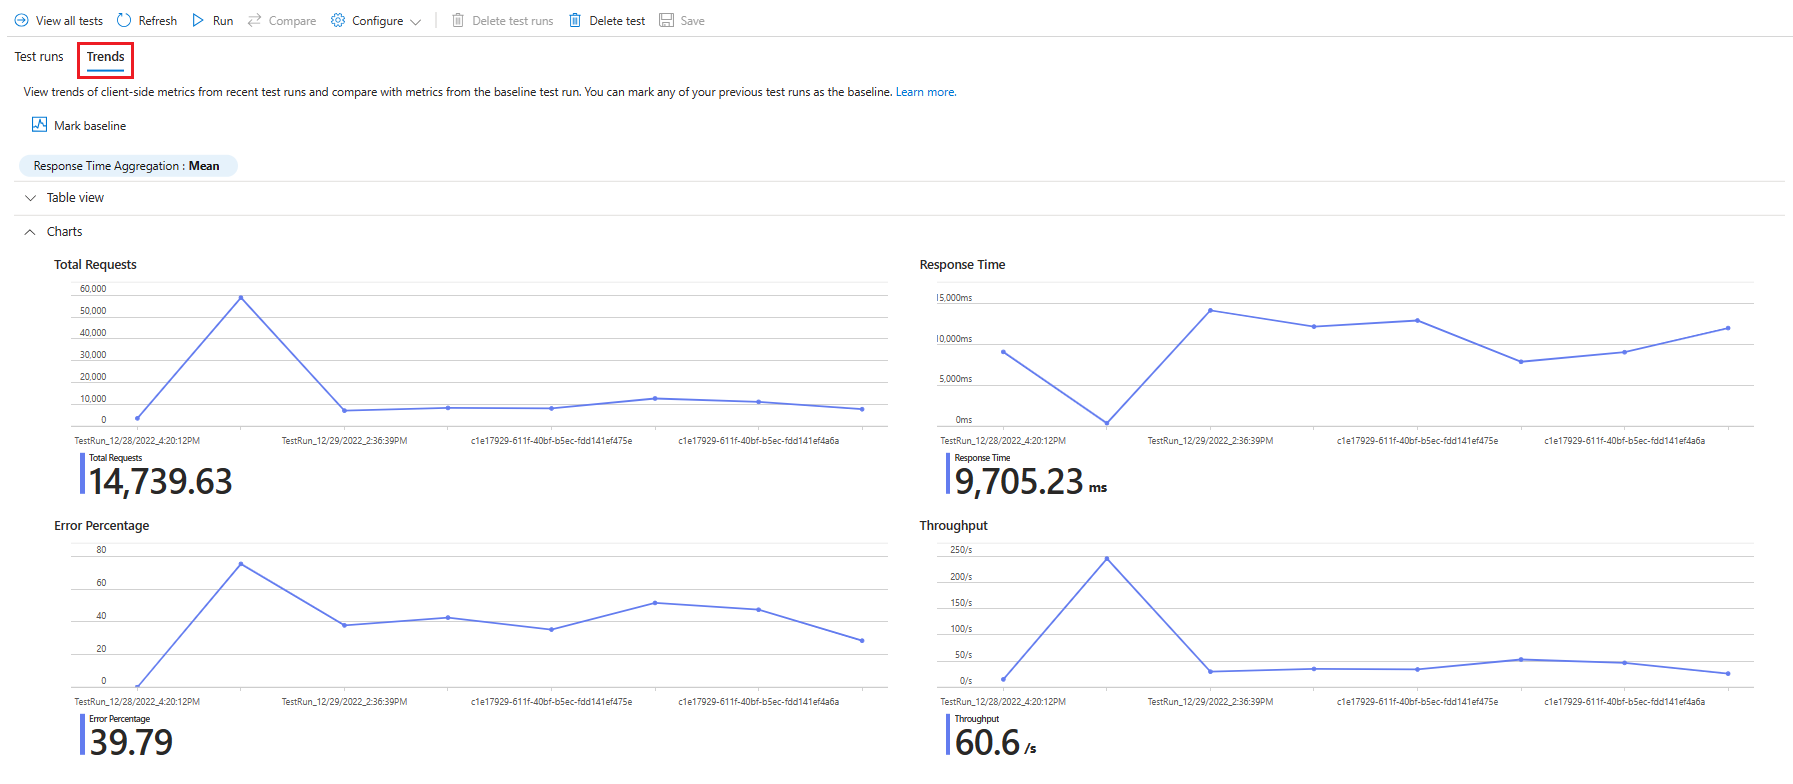 View all tests Refresh Run Compare Configure Delete test runs Delete test Save
Test runs Trends
View trends of client-side metrics from recent test runs and compare with metrics from the baseline test run. You can mark any of your previous test runs as the baseline. Learn more.
Mark baseline
Response Time Aggregation : Mean
Table view
Charts
Total Requests
60,000
50,000
40,000
30,000
20,000
10,000
0
TestRun_12/28/2022_4:20:12PM TestRun_12/29/2022_2:36:39PM c1e17929-611f-40bf-b5ec-fdd141ef475e c1e17929-611f-40bf-b5ec-fdd141ef4a6a
Total Requests
14,739.63
Response Time
15,000ms
10,000ms
5,000ms
0ms
TestRun_12/28/2022_4:20:12PM TestRun_12/29/2022_2:36:39PM c1e17929-611f-40bf-b5ec-fdd141ef475e c1e17929-611f-40bf-b5ec-fdd141ef4a6a
Response Time
9,705.23 ms
Error Percentage
80
60
40
20
0
TestRun_12/28/2022_4:20:12PM TestRun_12/29/2022_2:36:39PM c1e17929-611f-40bf-b5ec-fdd141ef475e c1e17929-611f-40bf-b5ec-fdd141ef4a6a
Error Percentage
39.79
Throughput
250/s
200/s
150/s
100/s
50/s
0/s
TestRun_12/28/2022_4:20:12PM TestRun_12/29/2022_2:36:39PM c1e17929-611f-40bf-b5ec-fdd141ef475e c1e17929-611f-40bf-b5ec-fdd141ef4a6a
Throughput
60.6 /s